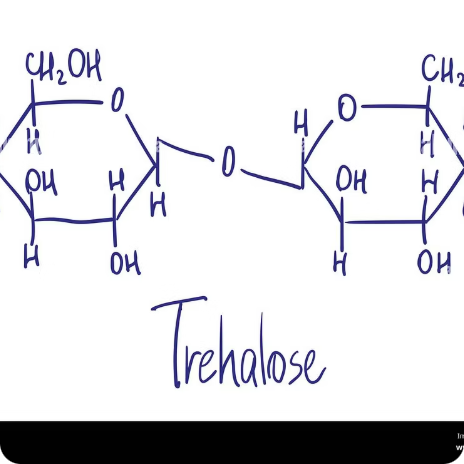 CH₂OH O O CH₂
H H H
OH H O OH H
H H H H
OH OH
Trehalose